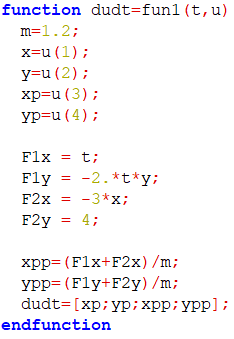 function dudt=fun1(t,u)
m=1.2;
x=u(1);
y=u(2);
xp=u(3);
yp=u(4);
F1x = t;
F1y = -2.*t*y;
F2x = -3*x;
F2y = 4;
xpp=(F1x+F2x)/m;
ypp=(F1y+F2y)/m;
dudt=[xp;yp;xpp;ypp];
endfunction